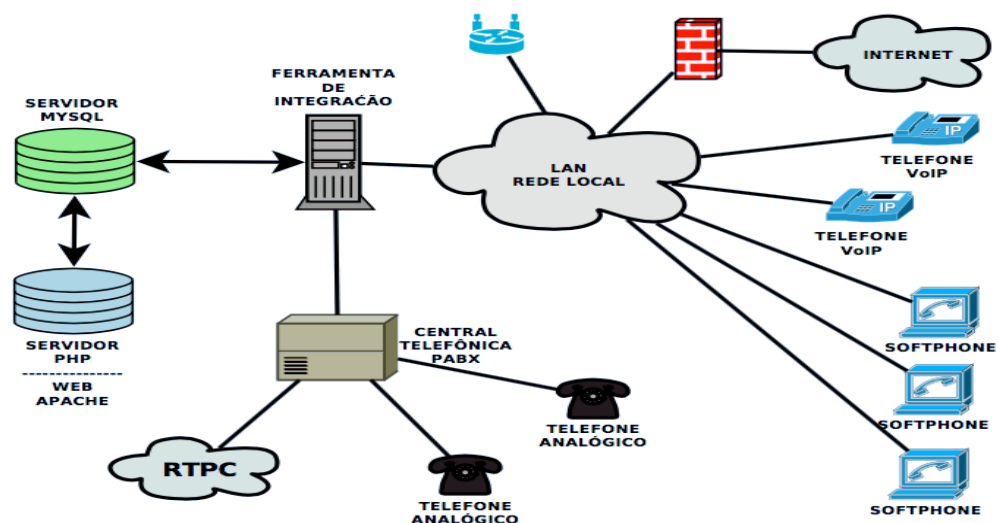 FERRAMENTA
DE
INTEGRAĆÃO
SERVIDOR
MYSQL
INTERNET
LAN
REDE LOCAL
IP
TELEFONE
VoIP
IP
TELEFONE
VoIP
SERVIDOR
PHP
---------------
WEB
APACHE
CENTRAL
TELEFÔNICA
PABX
SOFTPHONE
SOFTPHONE
SOFTPHONE
TELEFONE
ANALÓGICO
RTPC
TELEFONE
ANALÓGICO